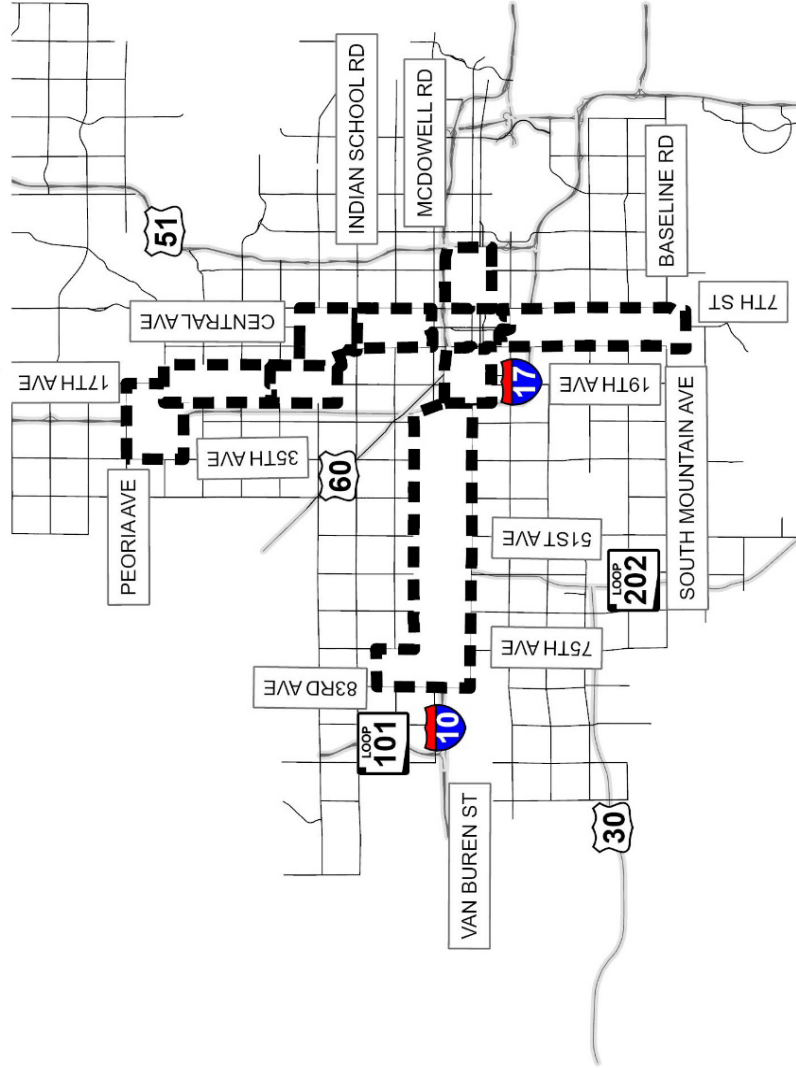 51
INDIAN SCHOOL RD
MCDOWELL RD
BASELINE RD
CENTRAL AVE
7TH ST
17TH AVE
19TH AVE
17
35TH AVE
60
PEORIA AVE
51ST AVE
LOOP
202
SOUTH MOUNTAIN AVE
83RD AVE
75TH AVE
LOOP
101
10
VAN BUREN ST
30